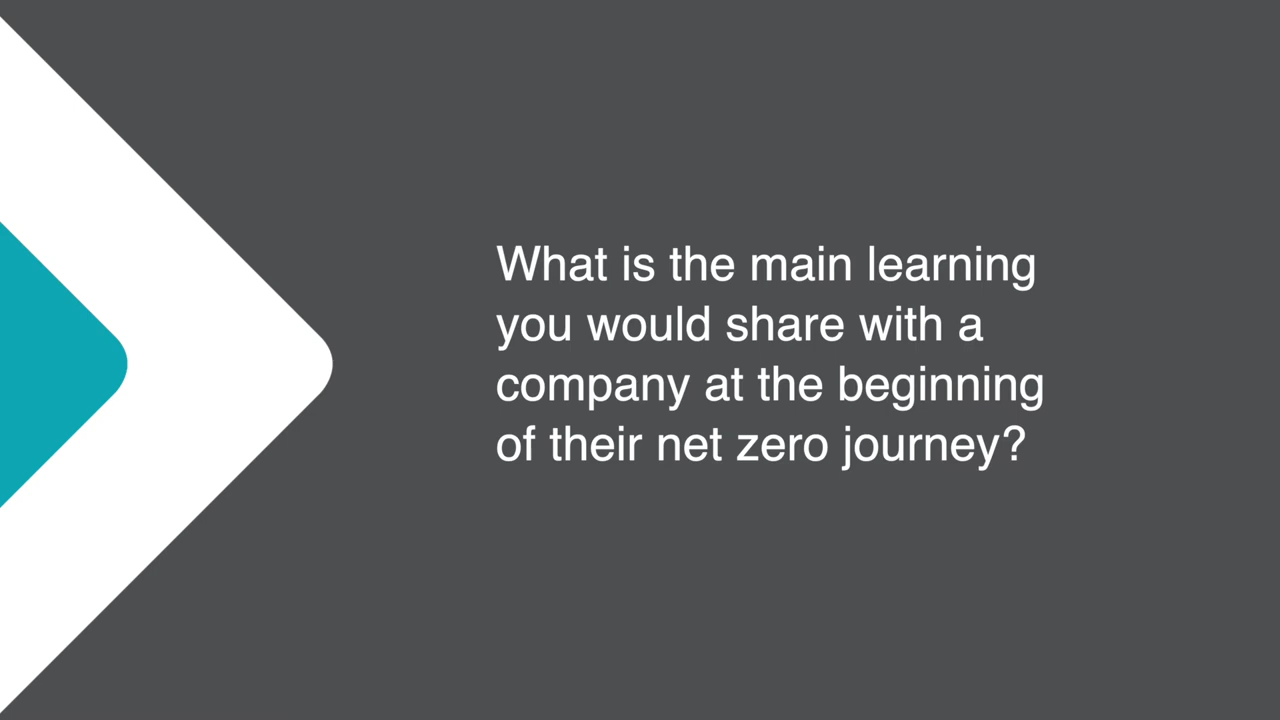 What is the main learning
you would share with a
company at the beginning
of their net zero journey?